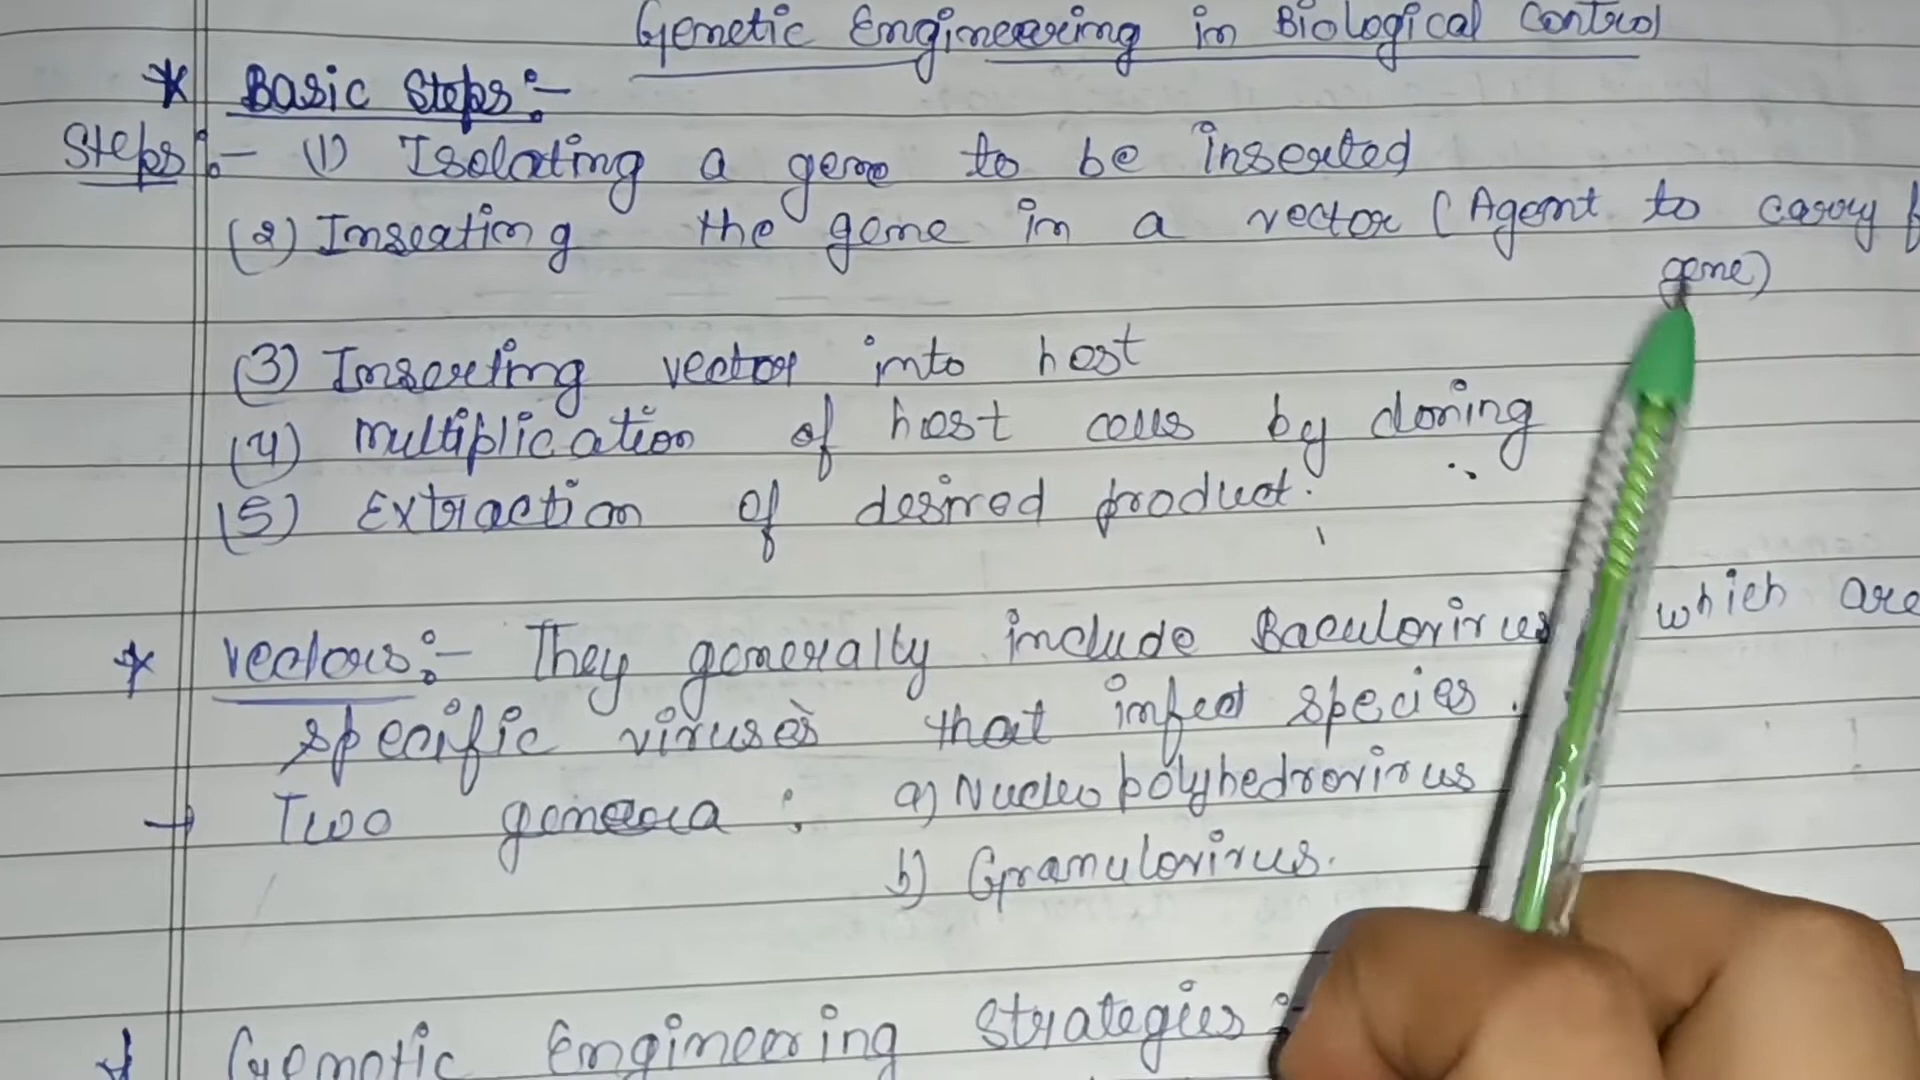 Genetic Engineering in Biological Control
* Basic Steps:-
Steps:- (1) Isolating a gene to be inserted
(2) Inserting the gene in a vector (Agent to carry
gene)
(3) Inserting vector into host
(4) Multiplication of host cells by cloning
(5) Extraction of desired product.
* Vectors:- They generally include Baculovirus which are
specific viruses that infect species.
→ Two genera : a) Nucleopolyhedrovirus
b) Granulovirus.
Genetic Engineering Strategies:-